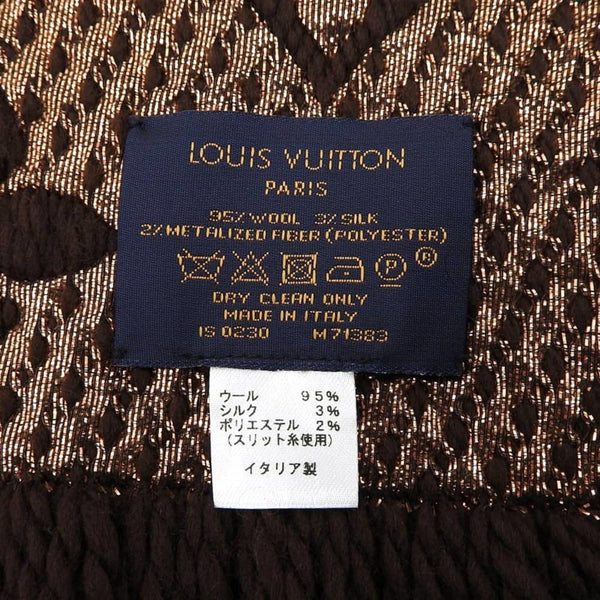 LOUIS VUITTON
PARIS
95% WOOL 3% SILK
2% METALIZED FIBER (POLYESTER)
P ®
DRY CLEAN ONLY
MADE IN ITALY
IS 0230 M71383
ウール 95%
シルク 3%
ポリエステル 2%
(スリット糸使用)
イタリア製